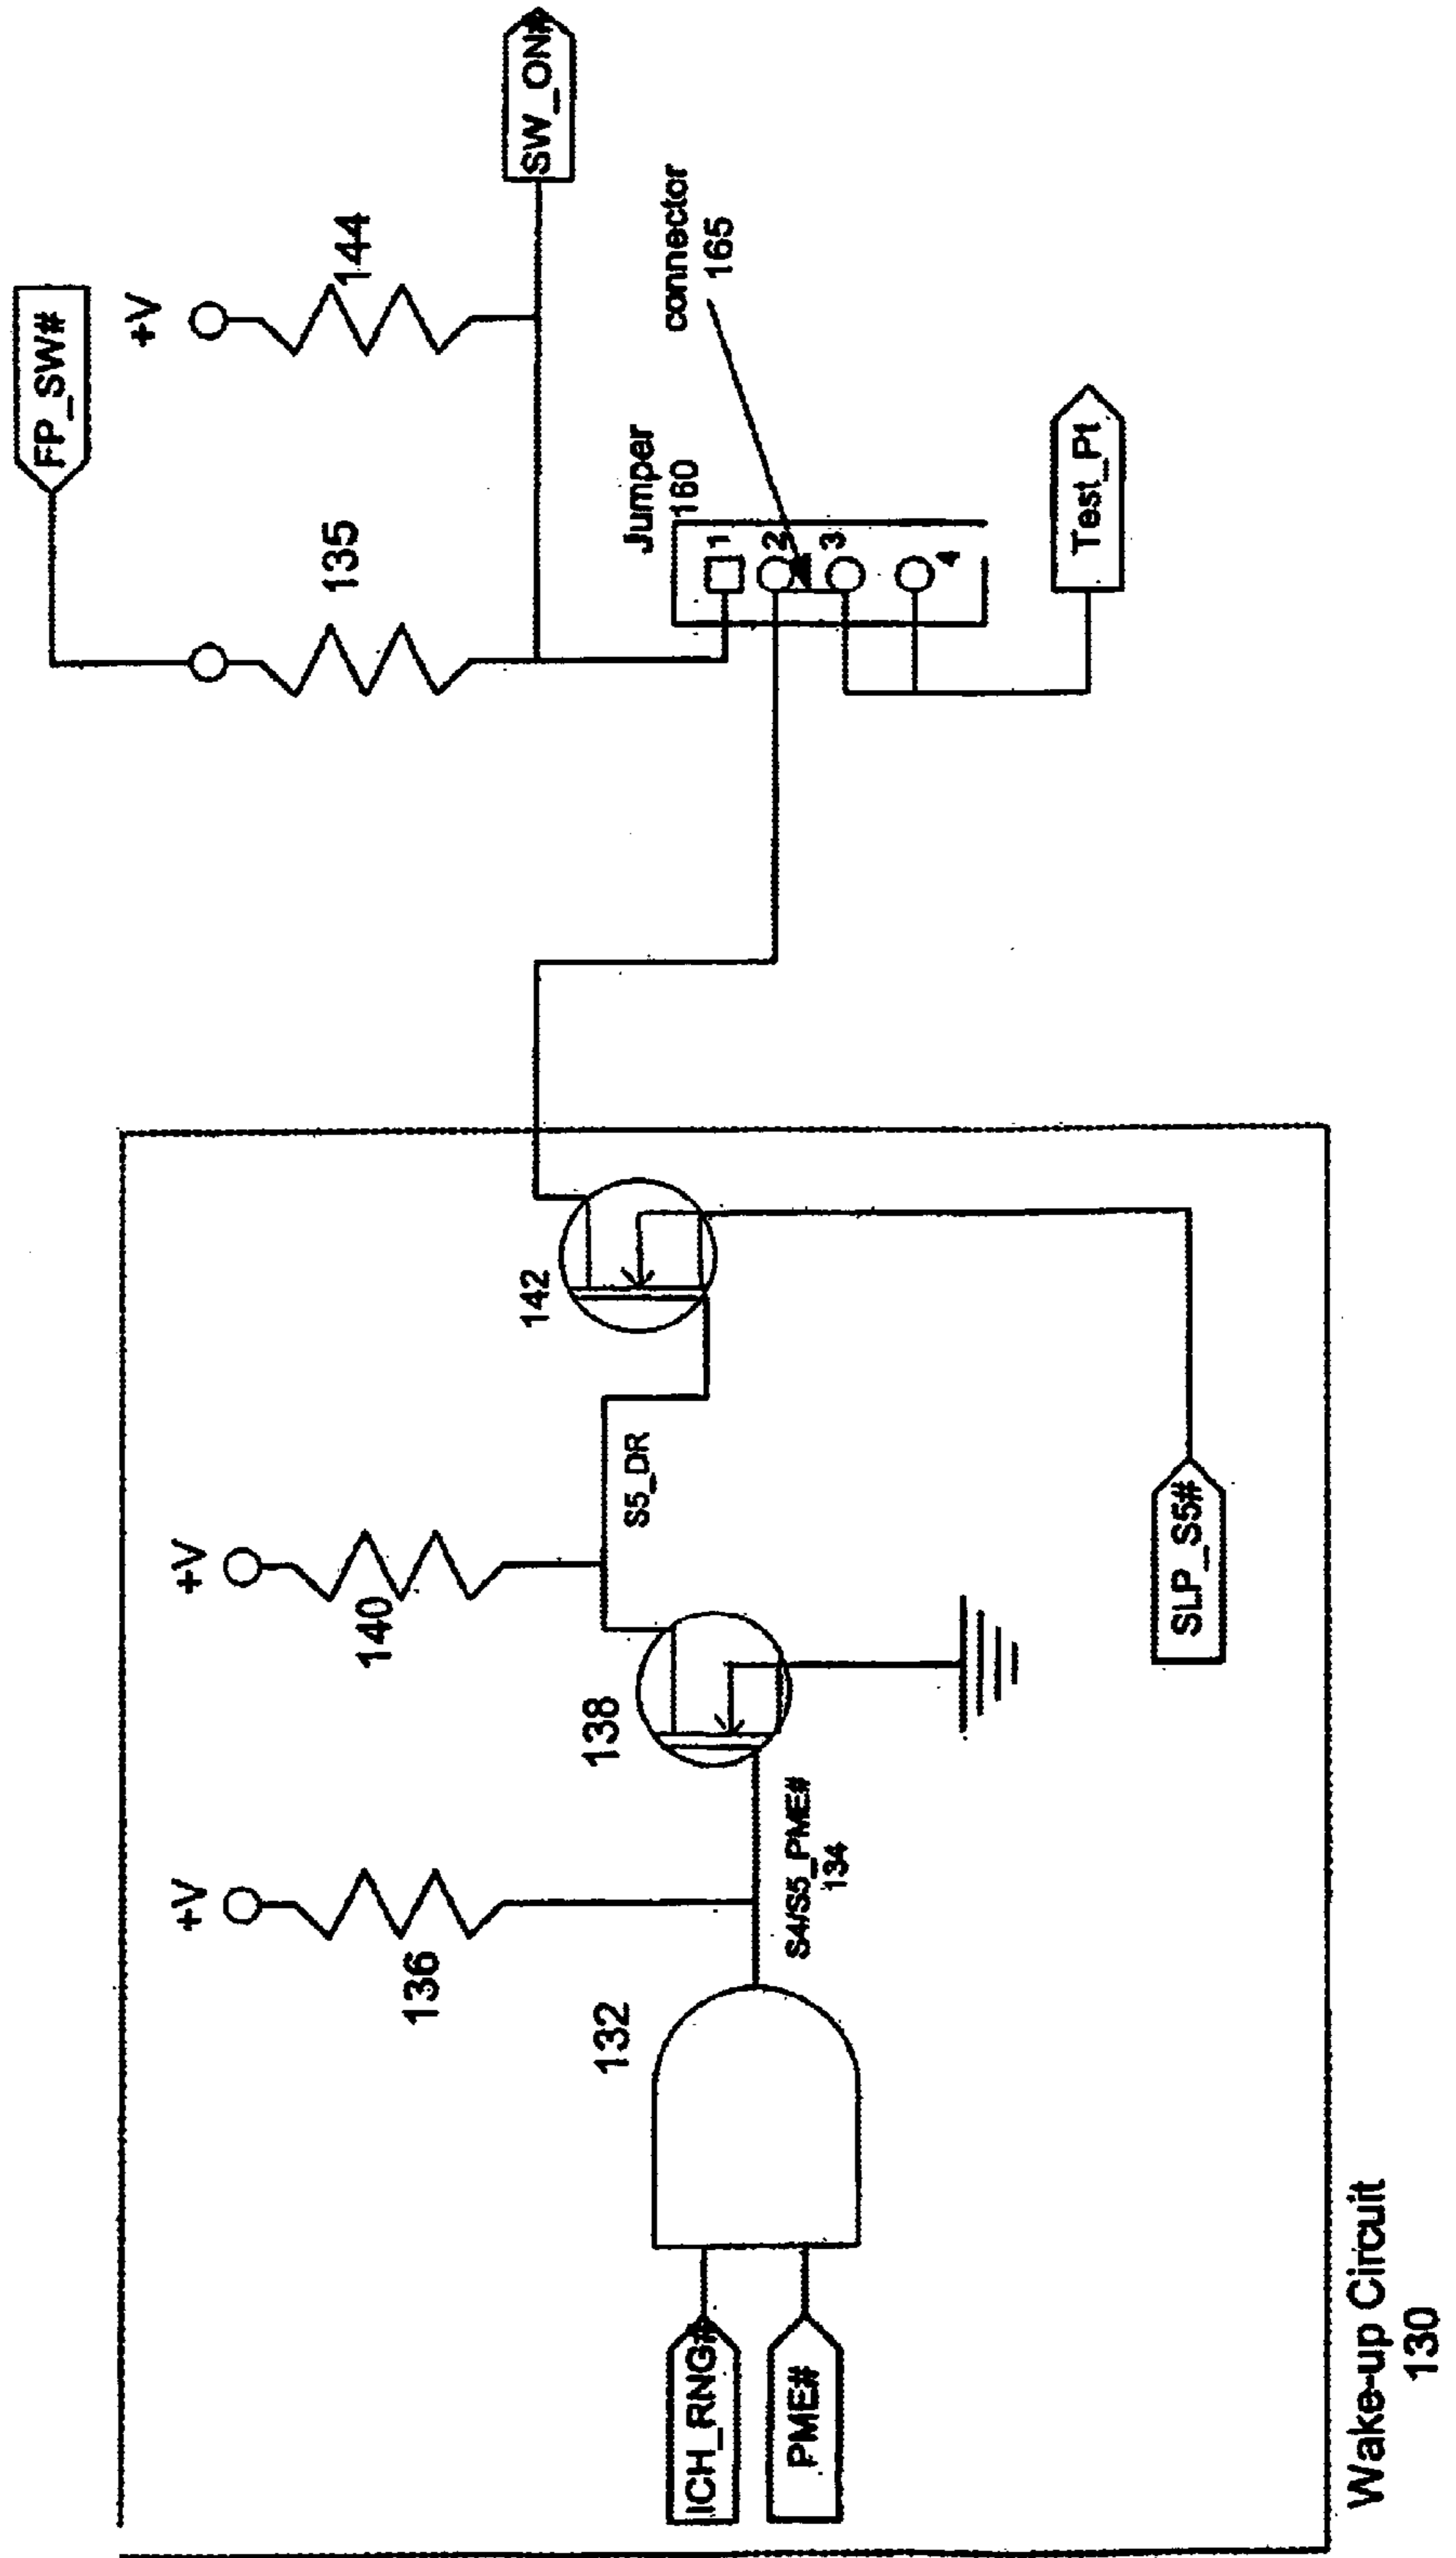 FP_SW#
+V
135
144
SW_ON#
Jumper
160
connector
165
1
2
3
4
Test_P1
+V
136
+V
140
142
138
S5_DR
132
S4/S5_PME#
134
ICH_RNG#
PME#
SLP_S5#
Wake-up Circuit
130